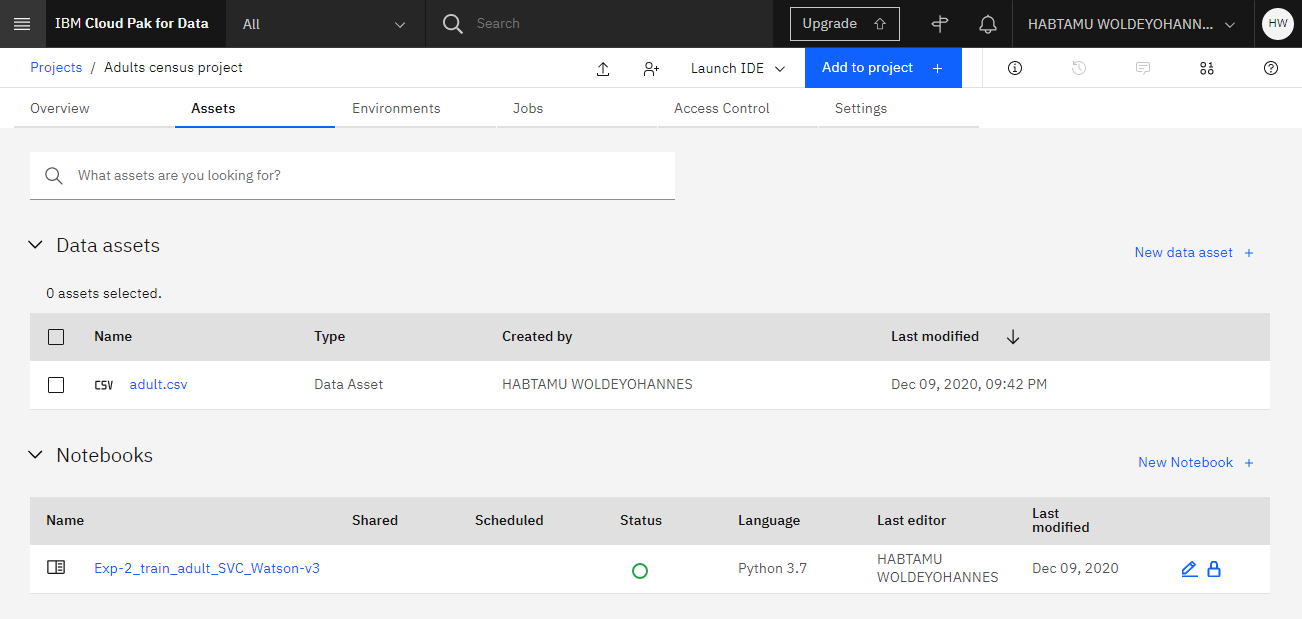 IBM Cloud Pak for Data
All
Search
Upgrade
HABTAMU WOLDEYOHANN...
HW
Projects / Adults census project
Launch IDE
Add to project +
Overview
Assets
Environments
Jobs
Access Control
Settings
What assets are you looking for?
Data assets
New data asset +
0 assets selected.
Name Type Created by Last modified
CSV adult.csv Data Asset HABTAMU WOLDEYOHANNES Dec 09, 2020, 09:42 PM
Notebooks
New Notebook +
Name Shared Scheduled Status Language Last editor Last
modified
Exp-2_train_adult_SVC_Watson-v3 Python 3.7 HABTAMU
WOLDEYOHANNES Dec 09, 2020